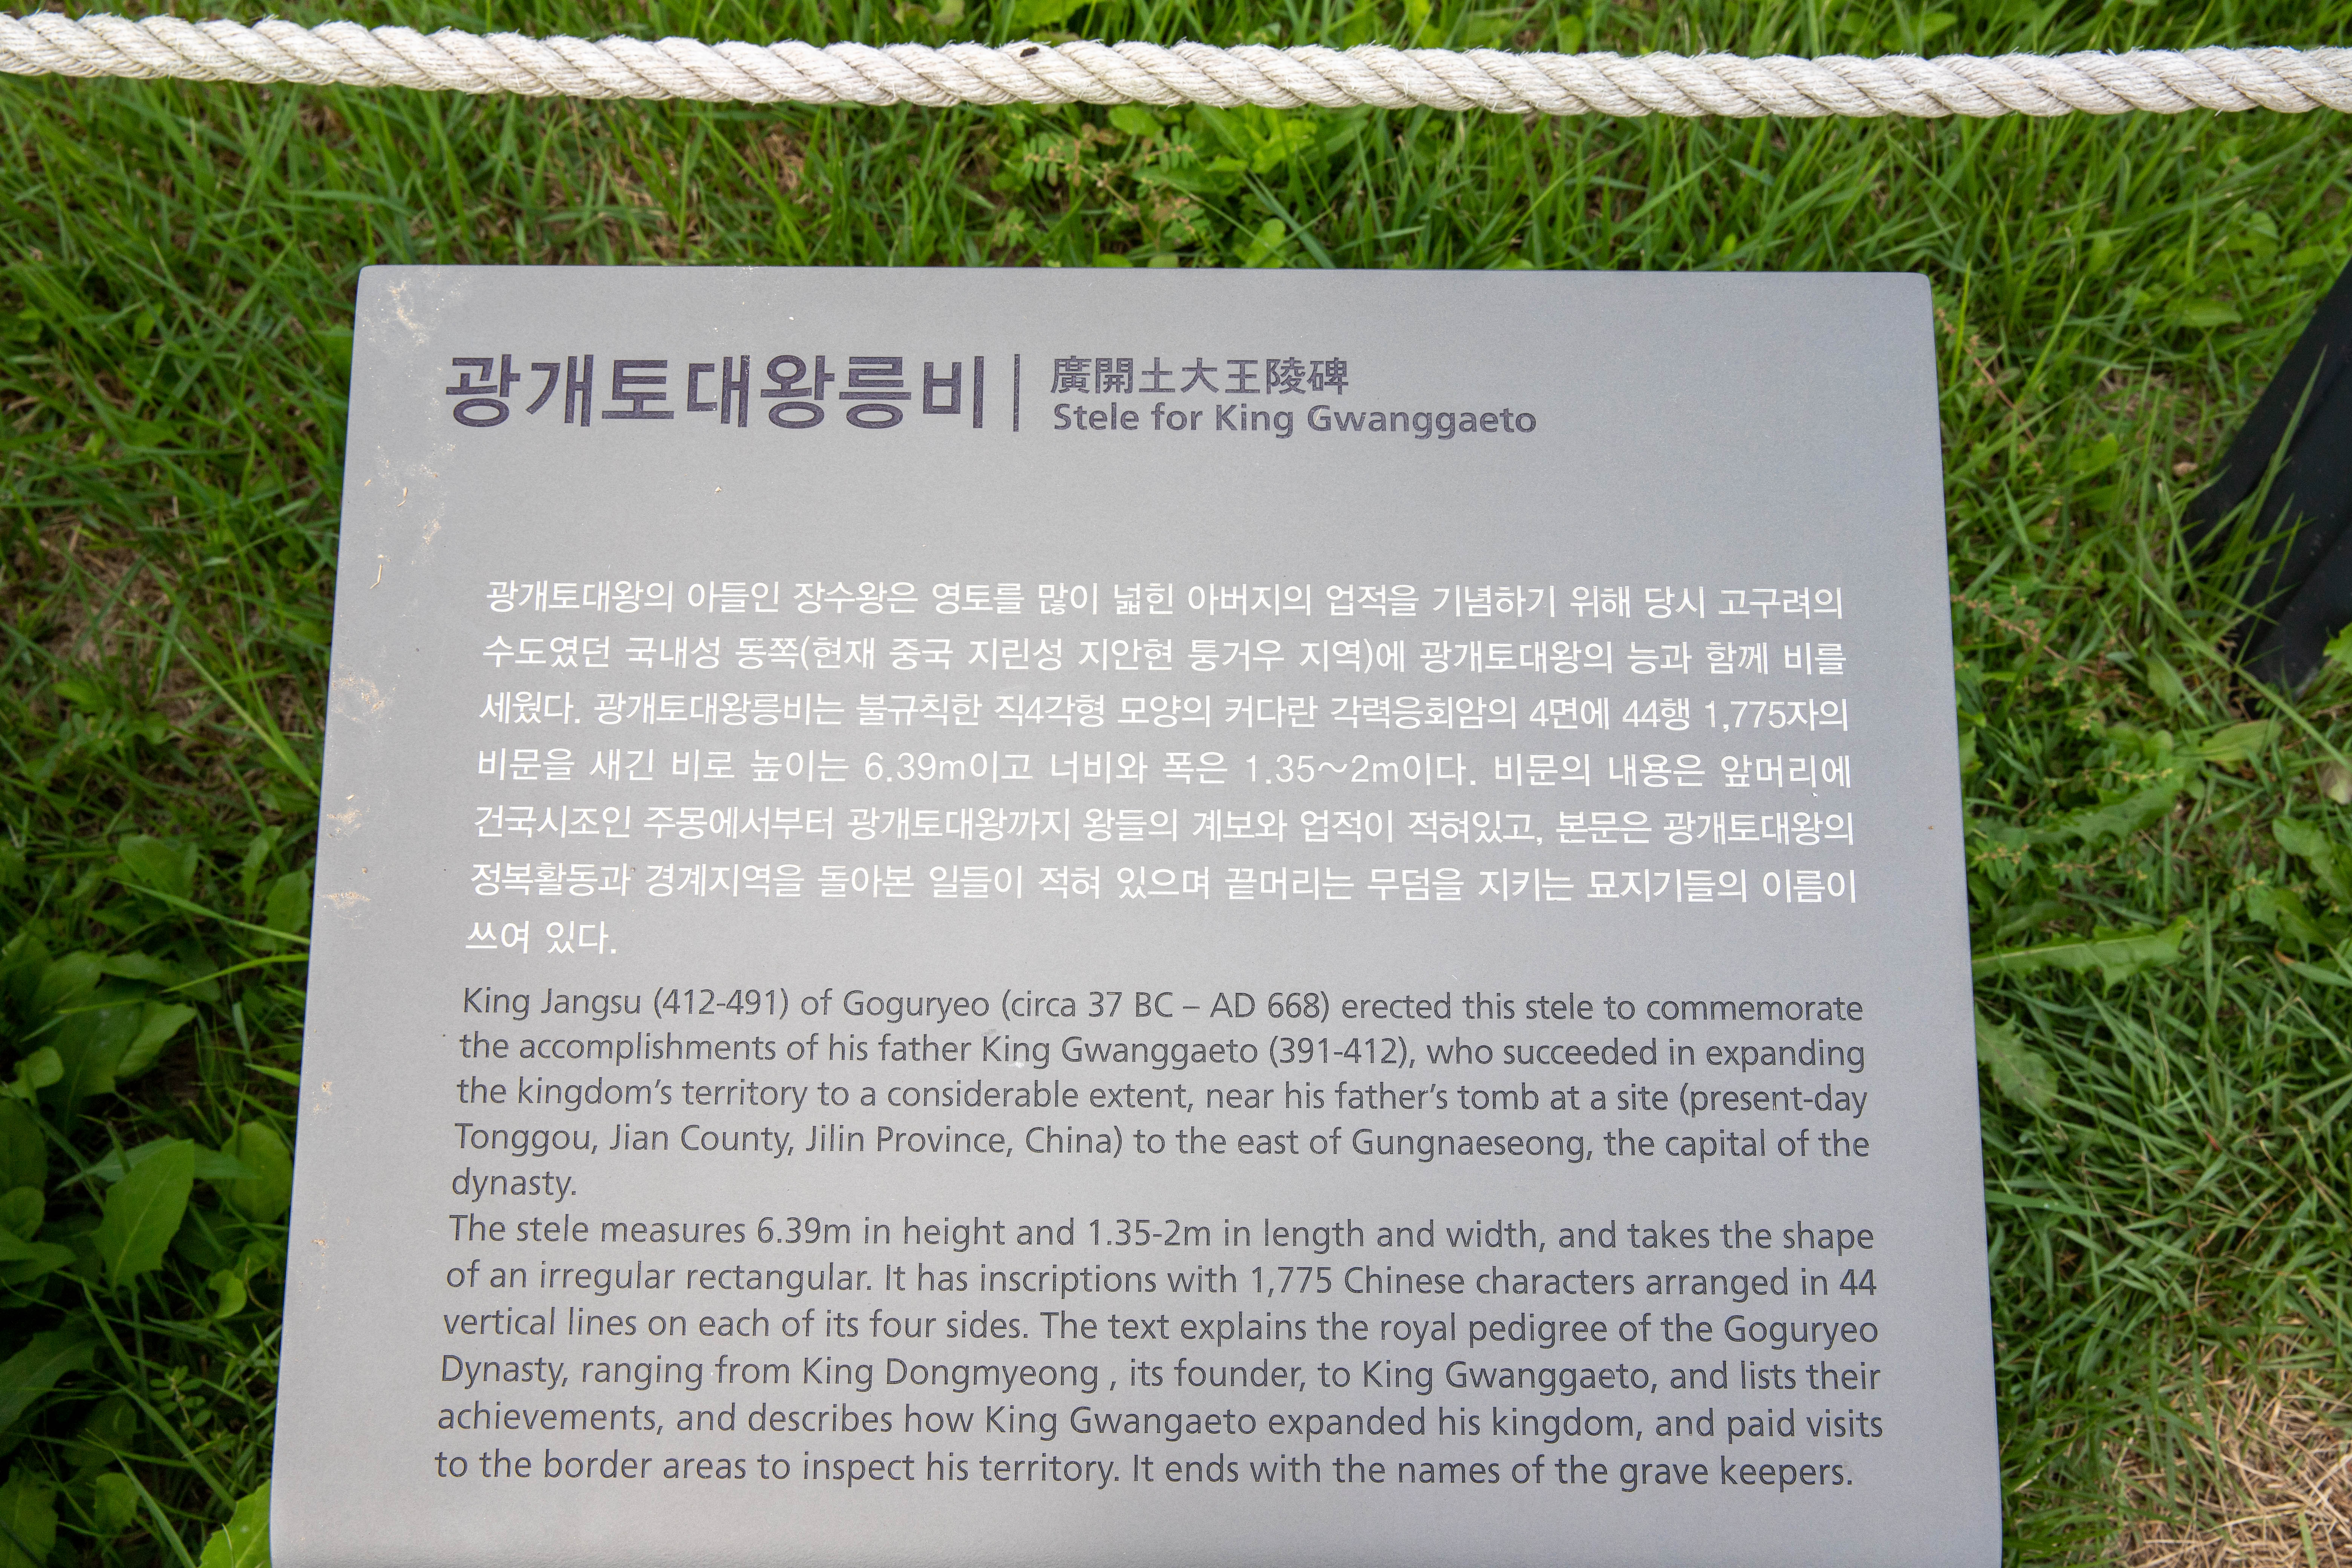 광개토대왕릉비
廣開土大王陵碑
Stele for King Gwanggaeto
광개토대왕의 아들인 장수왕은 영토를 많이 넓힌 아버지의 업적을 기념하기 위해 당시 고구려의
수도였던 국내성 동쪽(현재 중국 지린성 지안현 퉁거우 지역)에 광개토대왕의 능과 함께 비를
세웠다. 광개토대왕릉비는 불규칙한 직4각형 모양의 커다란 각력응회암의 4면에 44행 1,775자의
비문을 새긴 비로 높이는 6.39m이고 너비와 폭은 1.35~2m이다. 비문의 내용은 앞머리에
건국시조인 주몽에서부터 광개토대왕까지 왕들의 계보와 업적이 적혀있고, 본문은 광개토대왕의
정복활동과 경계지역을 돌아본 일들이 적혀 있으며 끝머리는 무덤을 지키는 묘지기들의 이름이
쓰여 있다.
King Jangsu (412-491) of Goguryeo (circa 37 BC – AD 668) erected this stele to commemorate
the accomplishments of his father King Gwanggaeto (391-412), who succeeded in expanding
the kingdom's territory to a considerable extent, near his father's tomb at a site (present-day
Tonggou, Jian County, Jilin Province, China) to the east of Gungnaeseong, the capital of the
dynasty.
The stele measures 6.39m in height and 1.35-2m in length and width, and takes the shape
of an irregular rectangular. It has inscriptions with 1,775 Chinese characters arranged in 44
vertical lines on each of its four sides. The text explains the royal pedigree of the Goguryeo
Dynasty, ranging from King Dongmyeong , its founder, to King Gwanggaeto, and lists their
achievements, and describes how King Gwangaeto expanded his kingdom, and paid visits
to the border areas to inspect his territory. It ends with the names of the grave keepers.